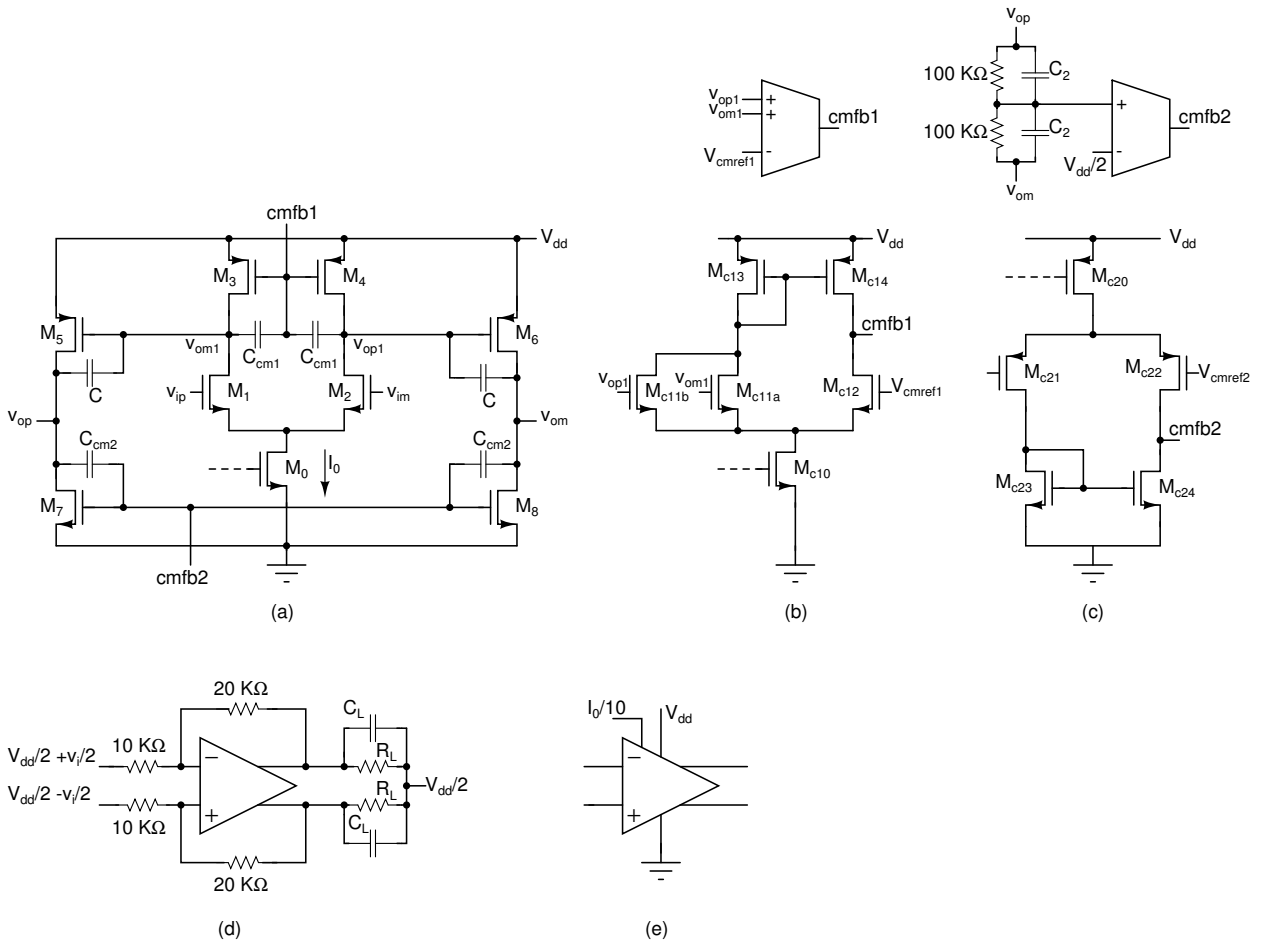 v_op
100 KΩ
C_2
100 KΩ
C_2
v_om
+
-
V_dd/2
cmfb2
v_op1
v_om1
V_cmref1
+
+
-
cmfb1
cmfb1
V_dd
M_3
M_4
M_5
M_6
v_om1
C_cm1
C_cm1
v_op1
C
C
v_ip
M_1
M_2
v_im
v_op
v_om
C_cm2
C_cm2
M_0
I_0
M_7
M_8
cmfb2
(a)
V_dd
M_c13
M_c14
cmfb1
v_op1
M_c11b
v_om1
M_c11a
M_c12
V_cmref1
M_c10
(b)
V_dd
M_c20
M_c21
M_c22
V_cmref2
cmfb2
M_c23
M_c24
(c)
20 KΩ
V_dd/2 +v_i/2
10 KΩ
V_dd/2 -v_i/2
10 KΩ
−
+
C_L
R_L
R_L
C_L
V_dd/2
20 KΩ
(d)
I_0/10
V_dd
−
+
(e)